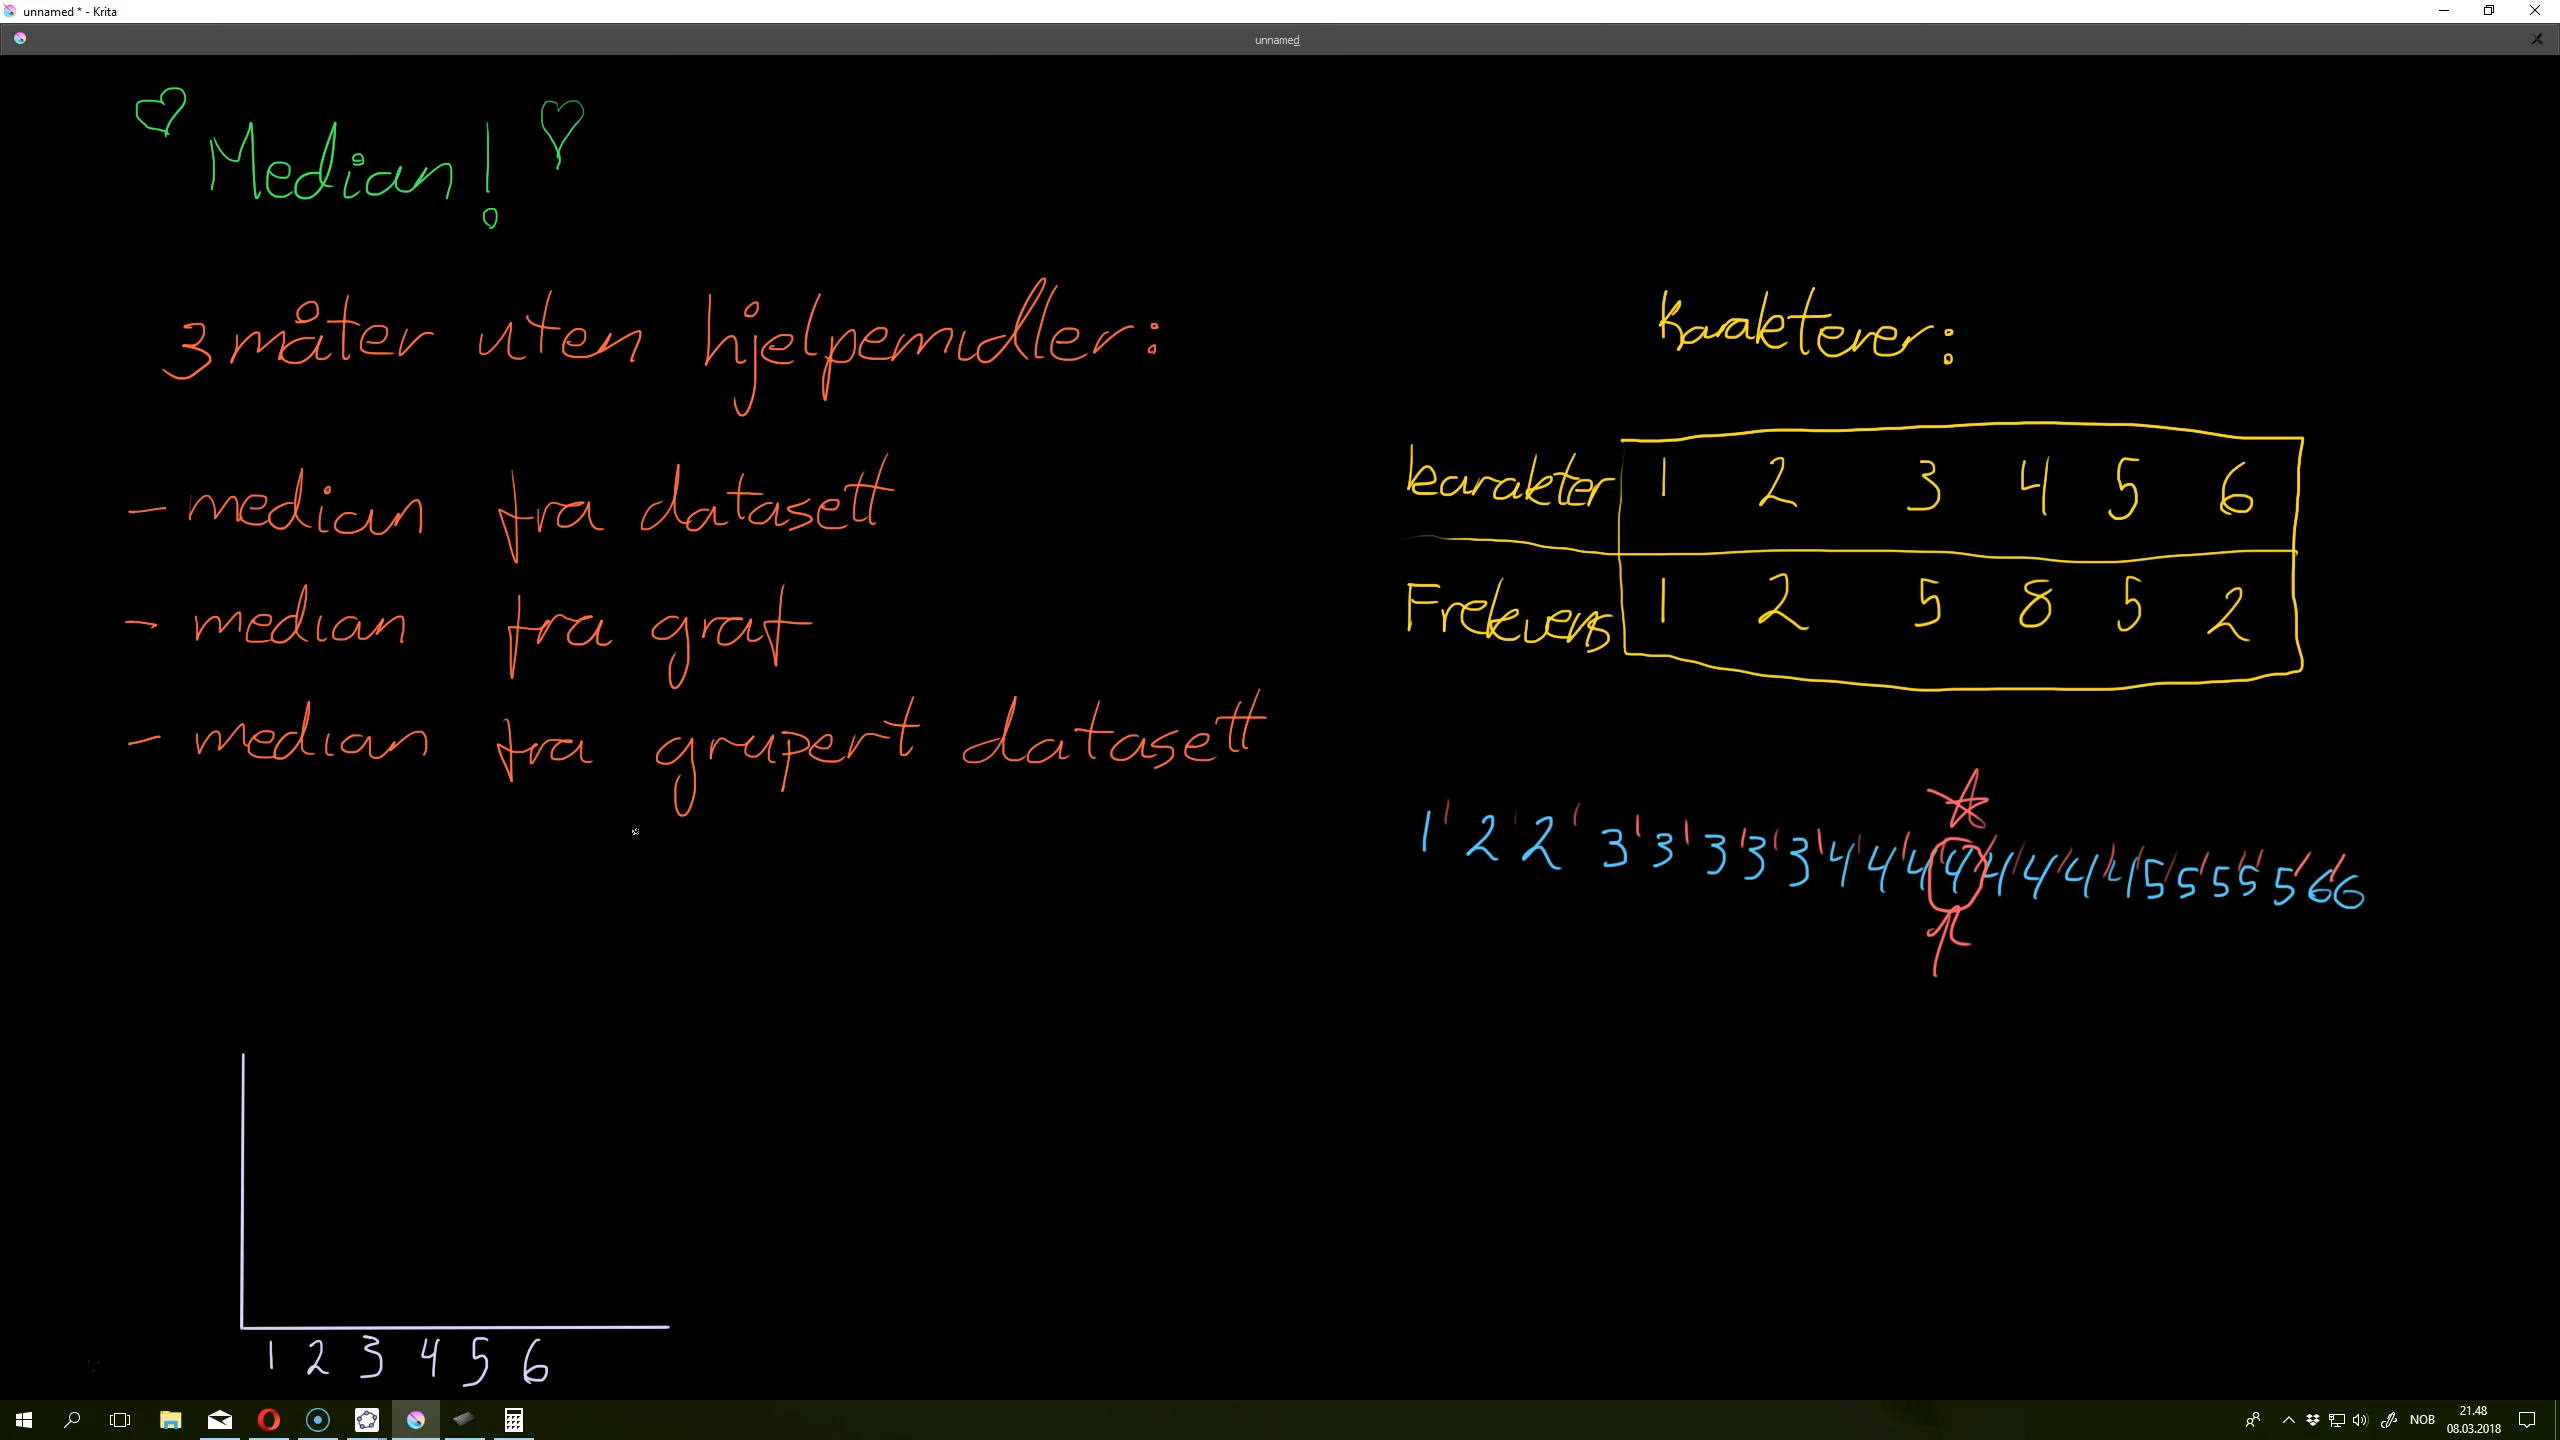 unnamed * - Krita
unnamed
Median!
3 måter uten hjelpemidler:
- median fra datasett
- median fra graf
- median fra grupert datasett
Karakterer:
karakter 1 2 3 4 5 6
Frekvens 1 2 5 8 5 2
1 2 2 3 3 3 3 3 4 4 4 4 4 4 4 4 5 5 5 5 5 6 6
1 2 3 4 5 6
NOB
21.48
08.03.2018